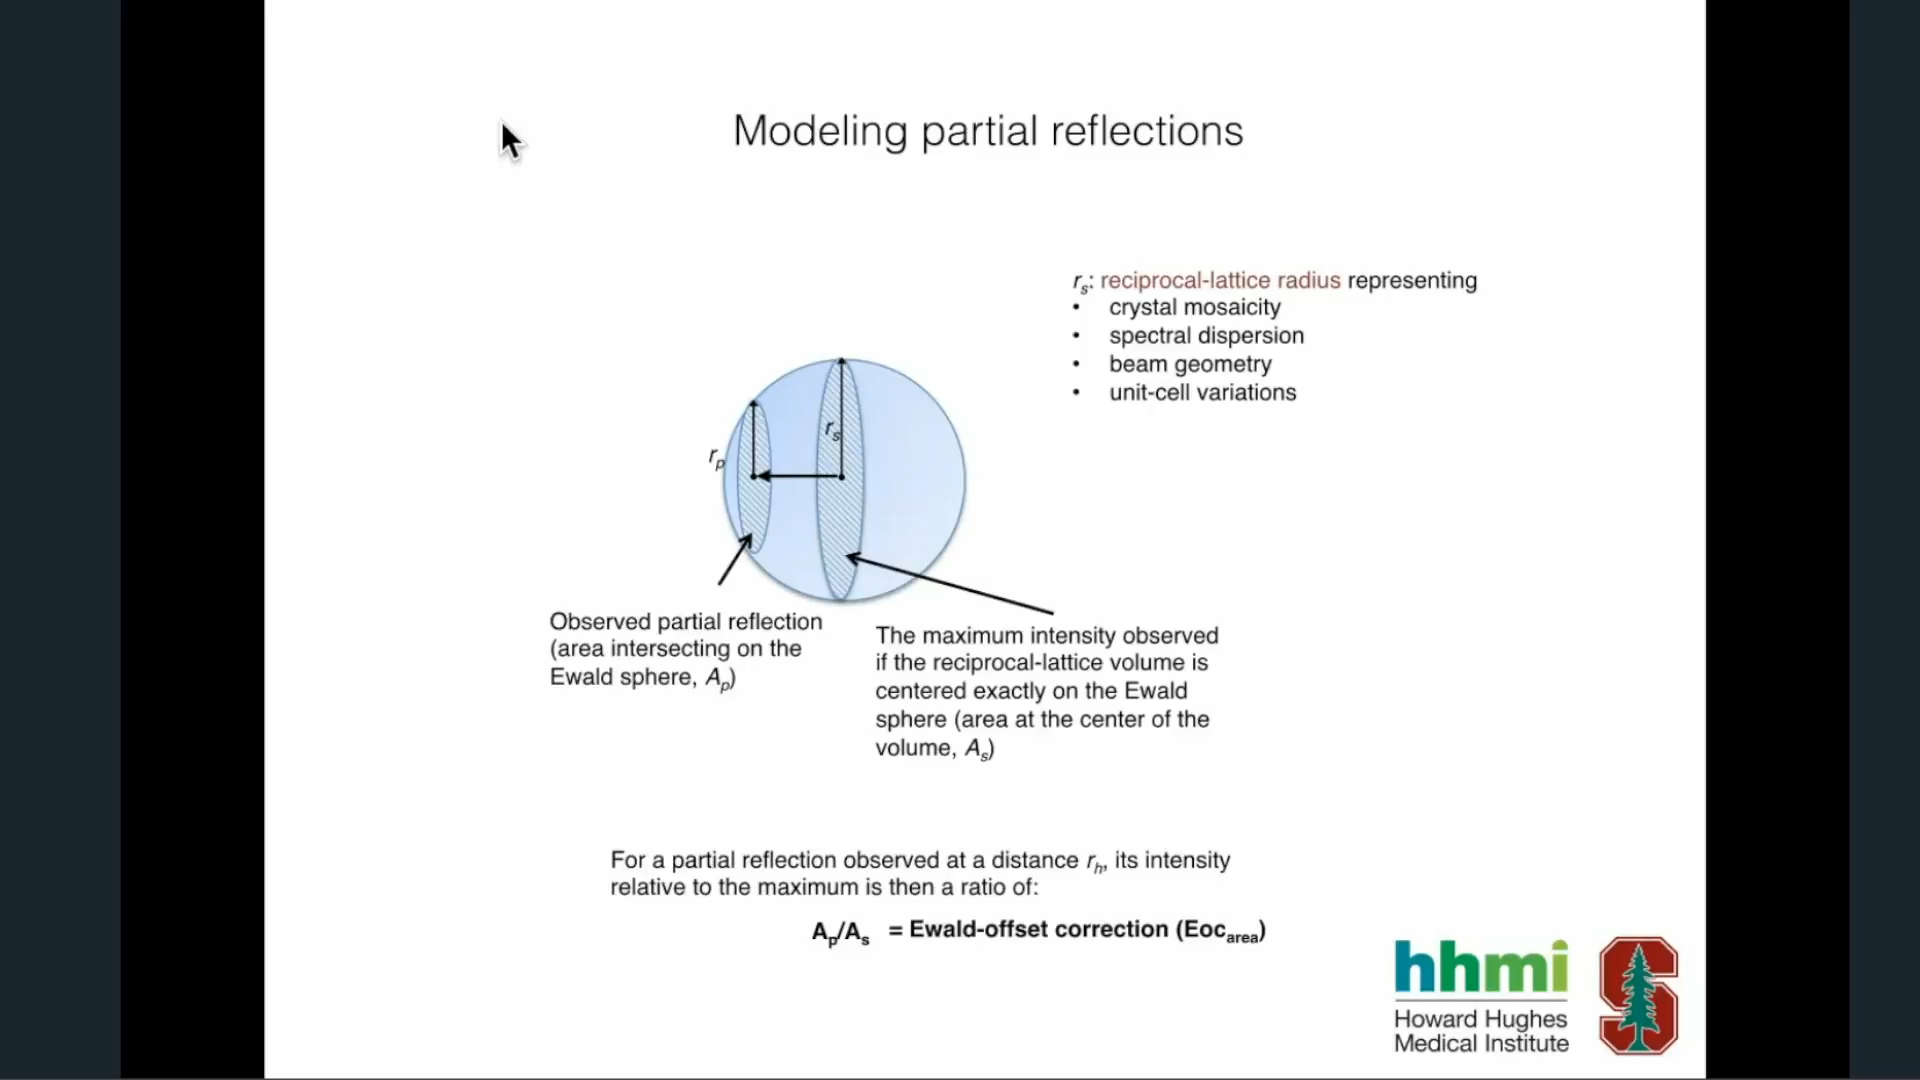 Modeling partial reflections
rs: reciprocal-lattice radius representing
• crystal mosaicity
• spectral dispersion
• beam geometry
• unit-cell variations
rs
rp
Observed partial reflection
(area intersecting on the
Ewald sphere, Ap)
The maximum intensity observed
if the reciprocal-lattice volume is
centered exactly on the Ewald
sphere (area at the center of the
volume, As)
For a partial reflection observed at a distance rh, its intensity
relative to the maximum is then a ratio of:
Ap/As = Ewald-offset correction (Eocarea)
hhmi
Howard Hughes
Medical Institute
S